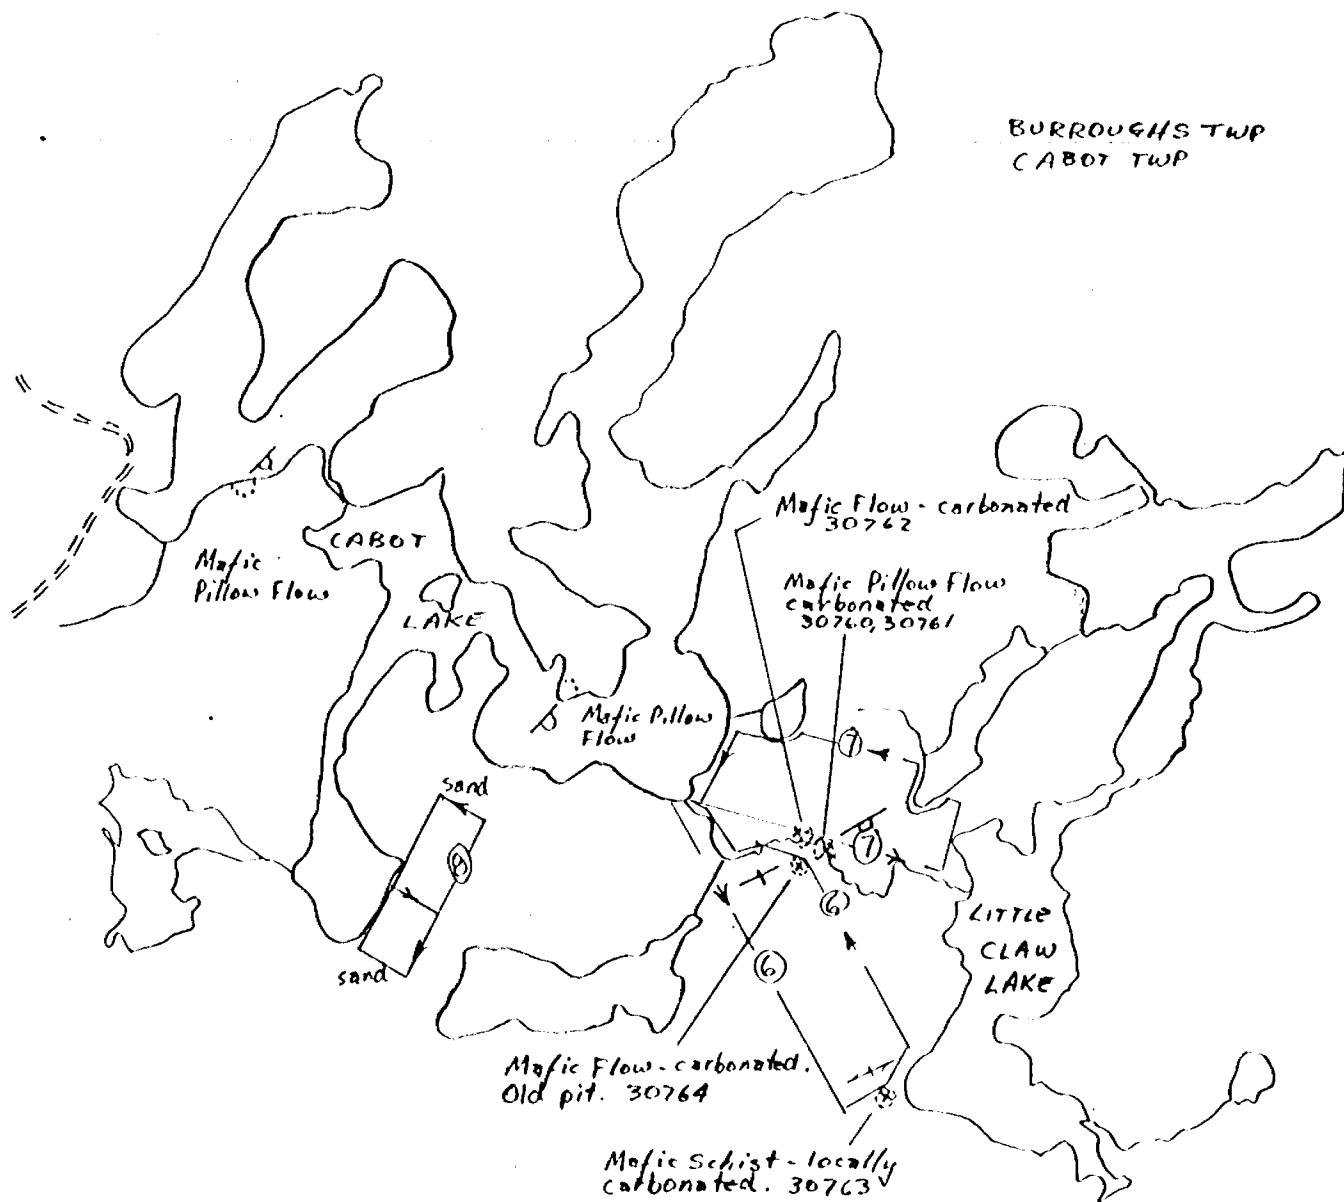 BURROUGHS TWP
CABOT TWP
Mafic Flow - carbonated
30762
CABOT
LAKE
Mafic
Pillow Flow
Mafic Pillow Flow
carbonated
30760, 30761
Mafic Pillow
Flow
7
sand
8
7
6
LITTLE
CLAW
LAKE
6
sand
Mafic Flow - carbonated.
Old pit. 30764
Mafic Schist - locally
carbonated. 30763